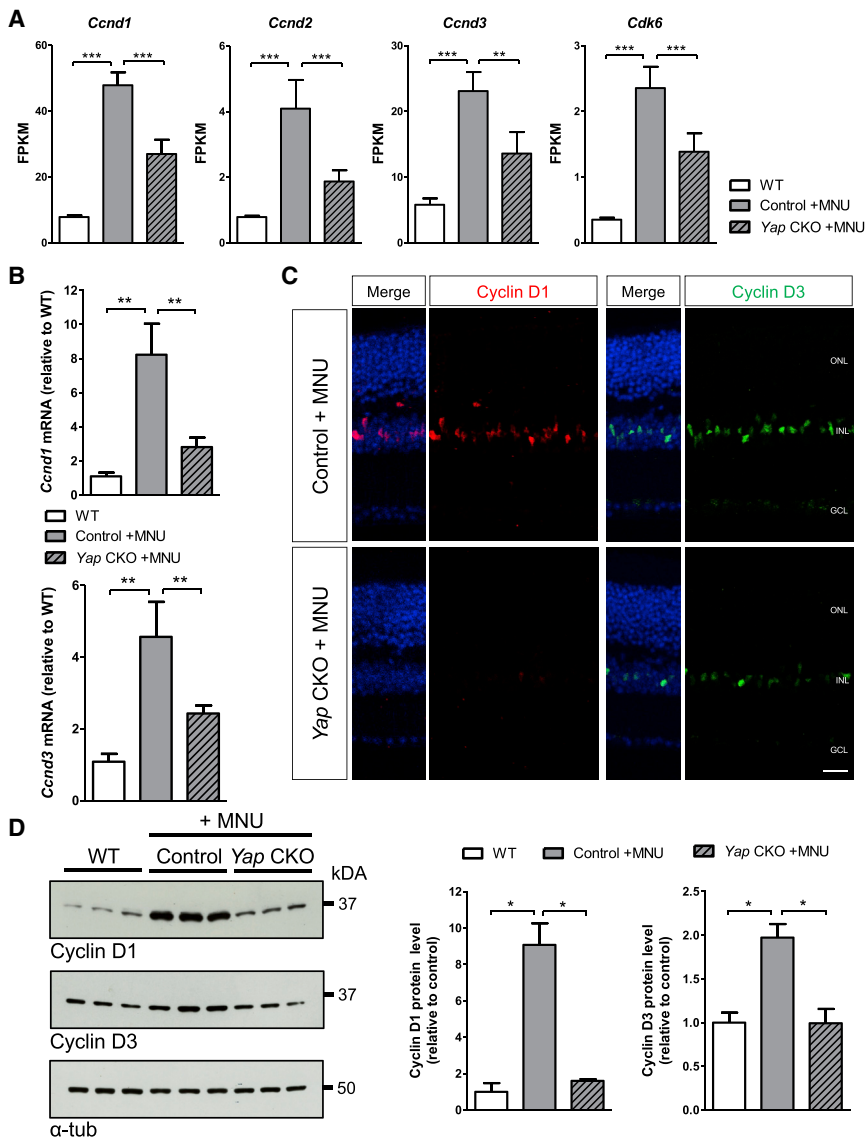 A
Ccnd1
Ccnd2
Ccnd3
Cdk6
FPKM
60
40
20
0
***
***
FPKM
6
4
2
0
***
***
FPKM
30
20
10
0
***
**
FPKM
3
2
1
0
***
***
WT
Control +MNU
Yap CKO +MNU
B
Ccnd1 mRNA (relative to WT)
12
10
8
6
4
2
0
**
**
WT
Control +MNU
Yap CKO +MNU
Ccnd3 mRNA (relative to WT)
6
4
2
0
**
**
C
Merge
Cyclin D1
Merge
Cyclin D3
Control + MNU
ONL
INL
GCL
Yap CKO + MNU
ONL
INL
GCL
D
+ MNU
WT
Control
Yap CKO
kDA
37
Cyclin D1
37
Cyclin D3
50
α-tub
WT
Control +MNU
Yap CKO +MNU
Cyclin D1 protein level
(relative to control)
10
8
6
4
2
0
*
*
Cyclin D3 protein level
(relative to control)
2.5
2.0
1.5
1.0
0.5
0.0
*
*